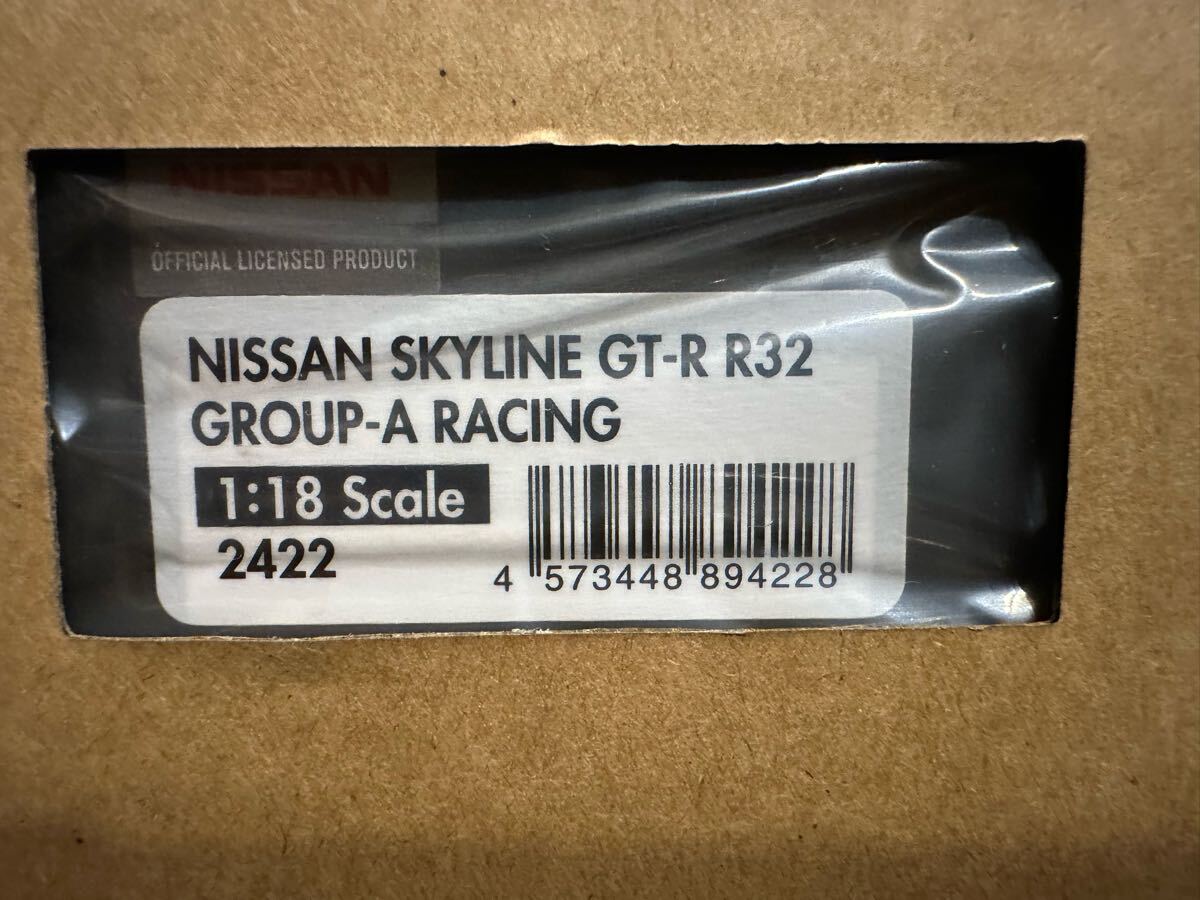 NISSAN
OFFICIAL LICENSED PRODUCT
NISSAN SKYLINE GT-R R32
GROUP-A RACING
1:18 Scale
2422
4 573448 894228